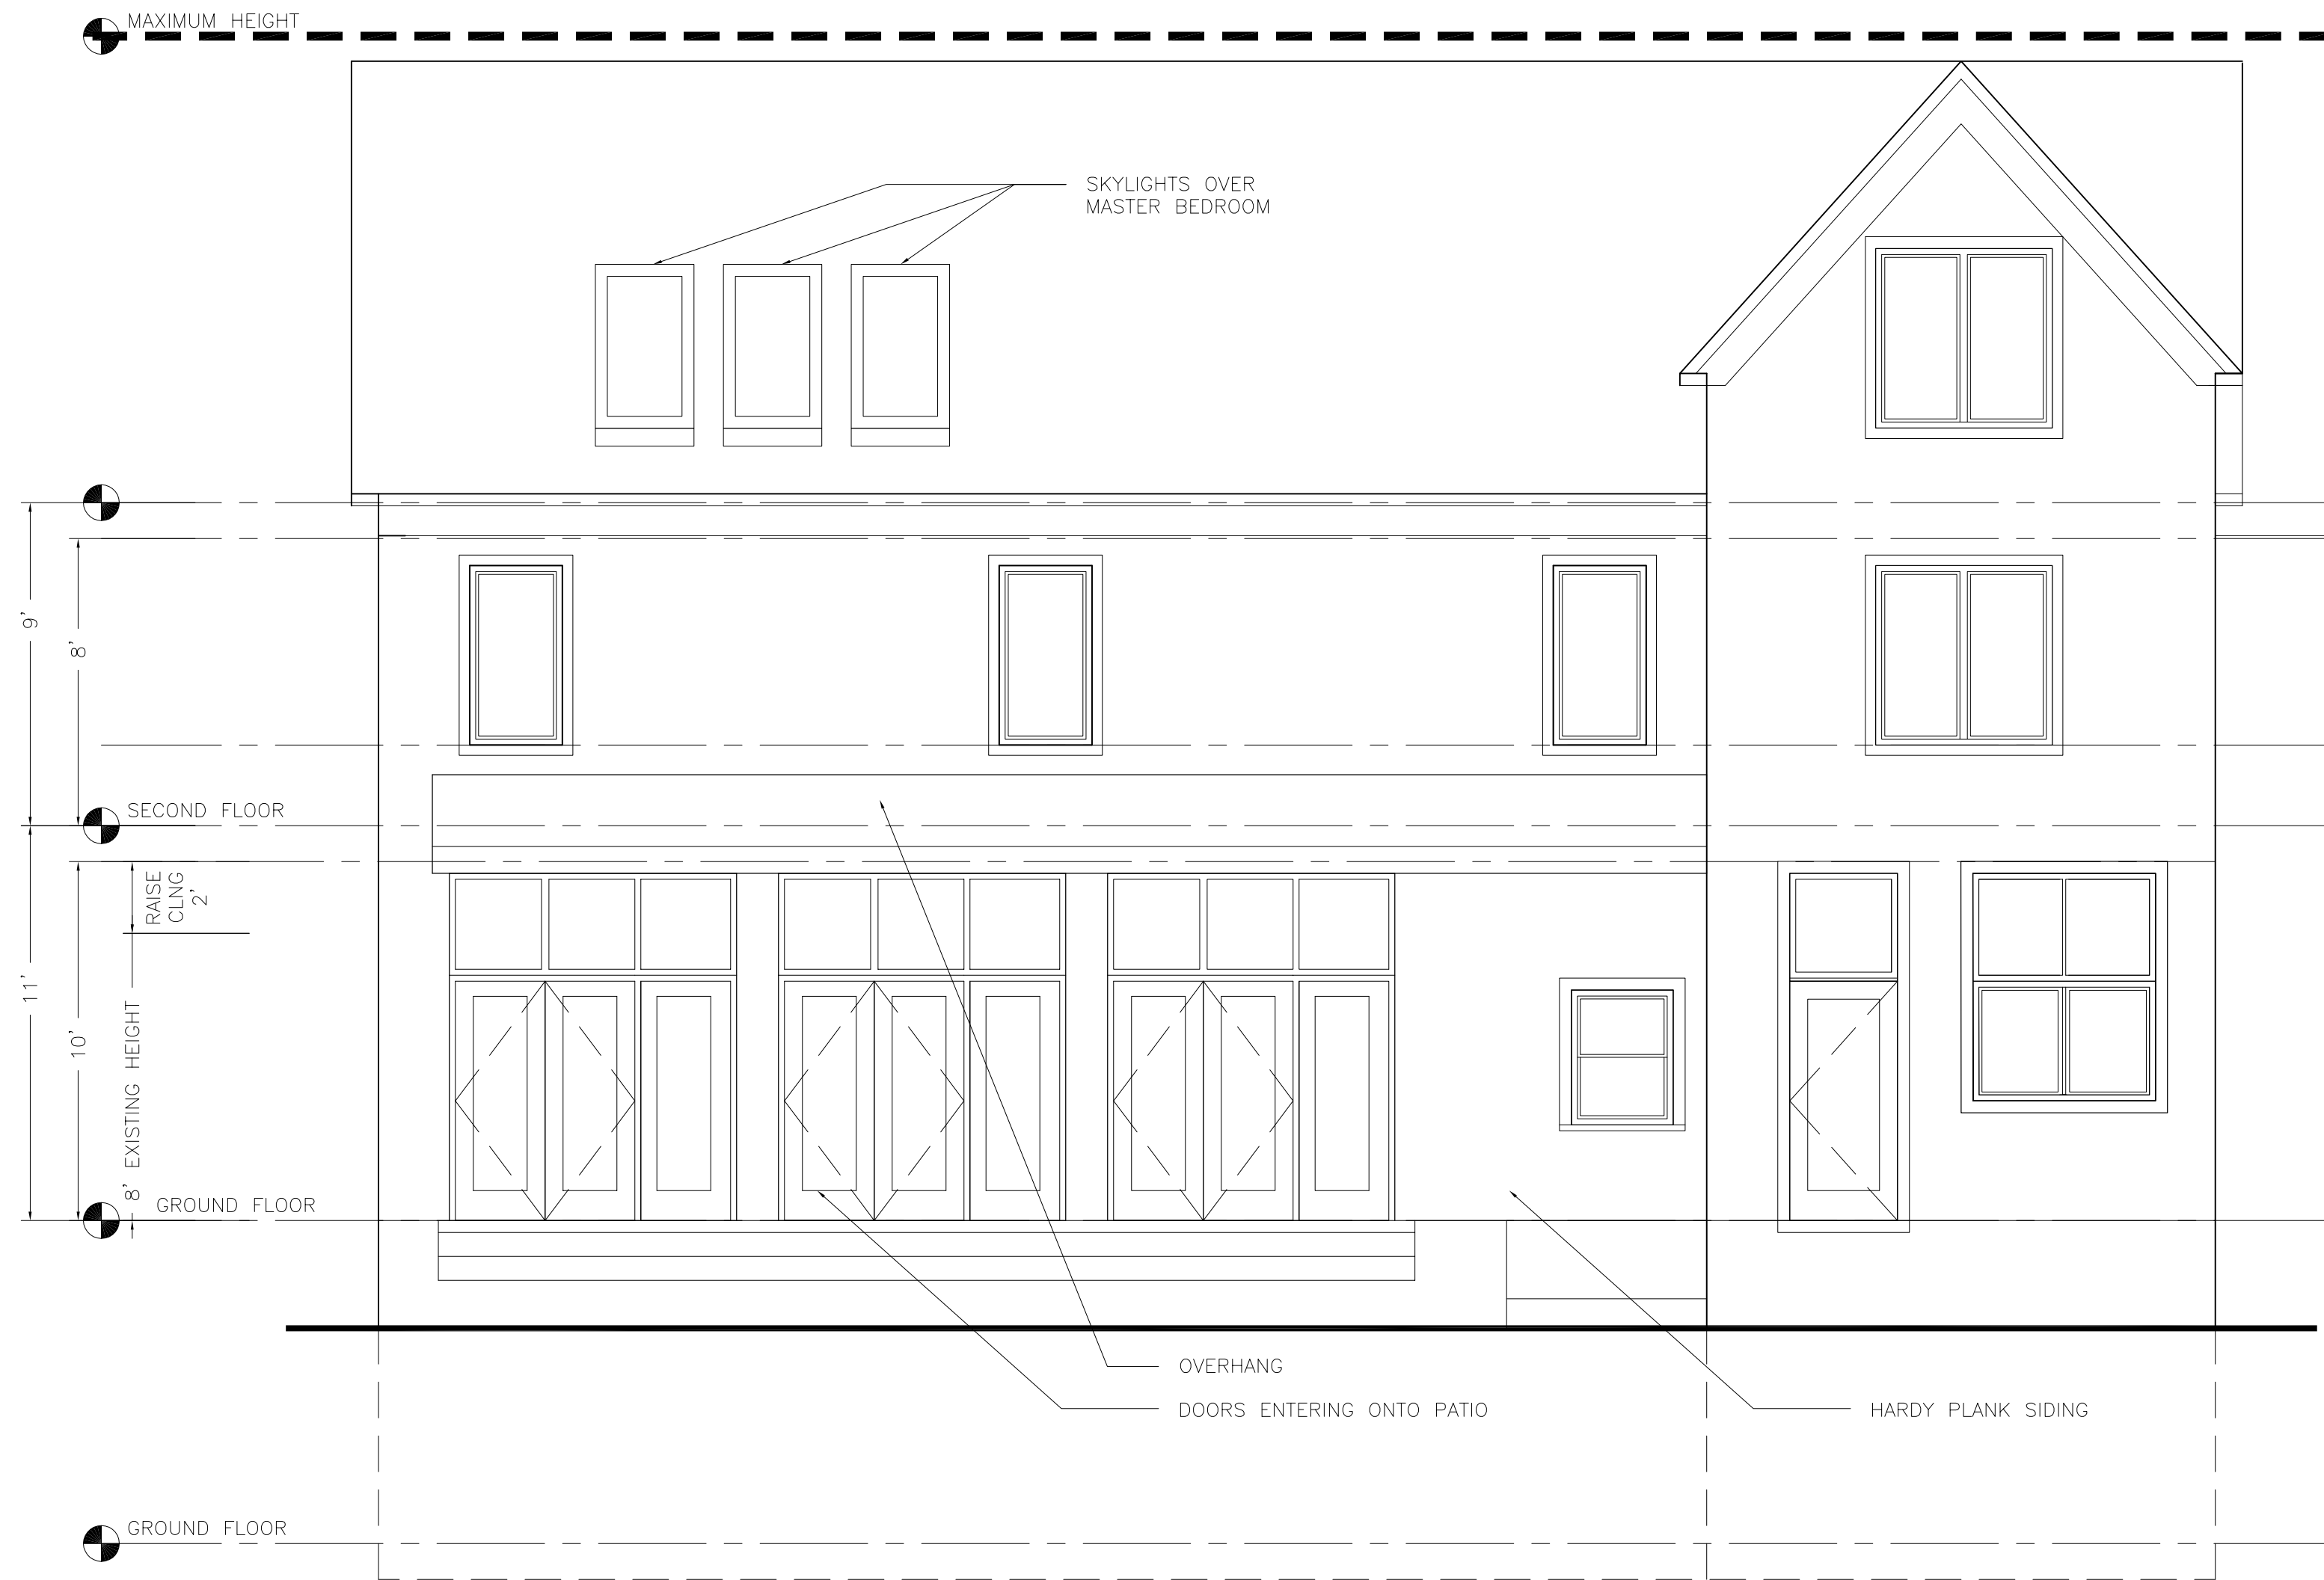 MAXIMUM HEIGHT
SKYLIGHTS OVER
MASTER BEDROOM
9'
8'
SECOND FLOOR
RAISE
CLNG
2'
11'
10'
8' EXISTING HEIGHT
GROUND FLOOR
OVERHANG
DOORS ENTERING ONTO PATIO
HARDY PLANK SIDING
GROUND FLOOR